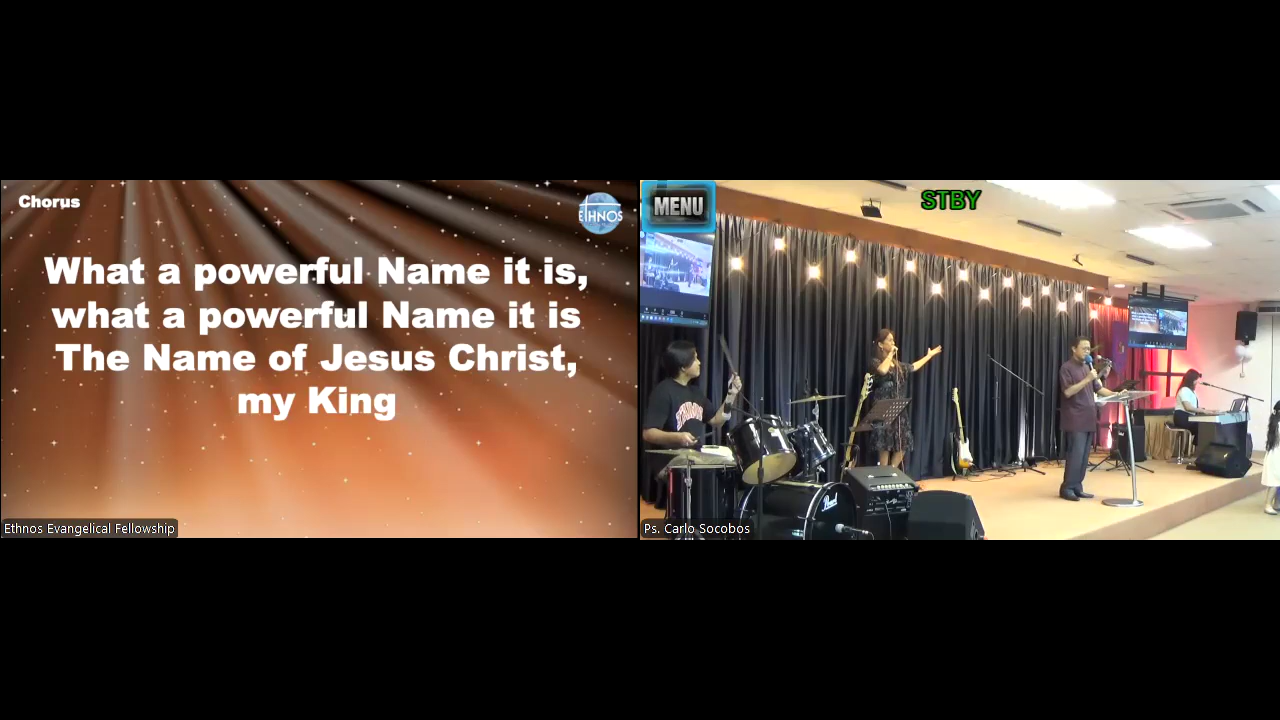 Chorus
ETHNOS
What a powerful Name it is,
what a powerful Name it is
The Name of Jesus Christ,
my King
Ethnos Evangelical Fellowship
MENU
STBY
Pearl
Ps. Carlo Socobos